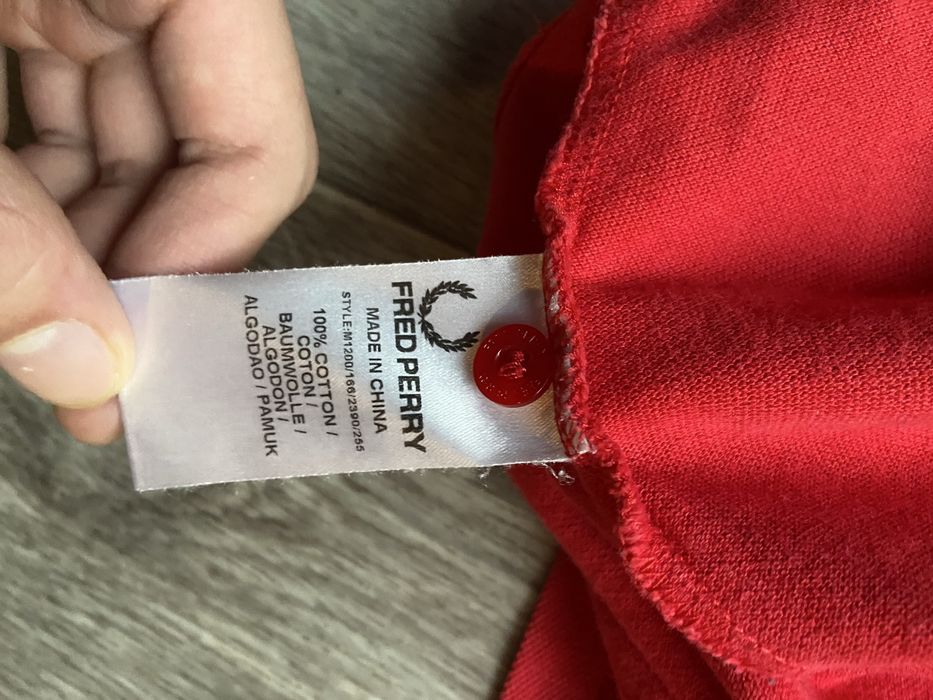 FRED PERRY
MADE IN CHINA
STYLE:M1200/166/2390/255
100% COTTON /
COTON /
BAUMWOLLE /
ALGODON /
ALGODAO / PAMUK